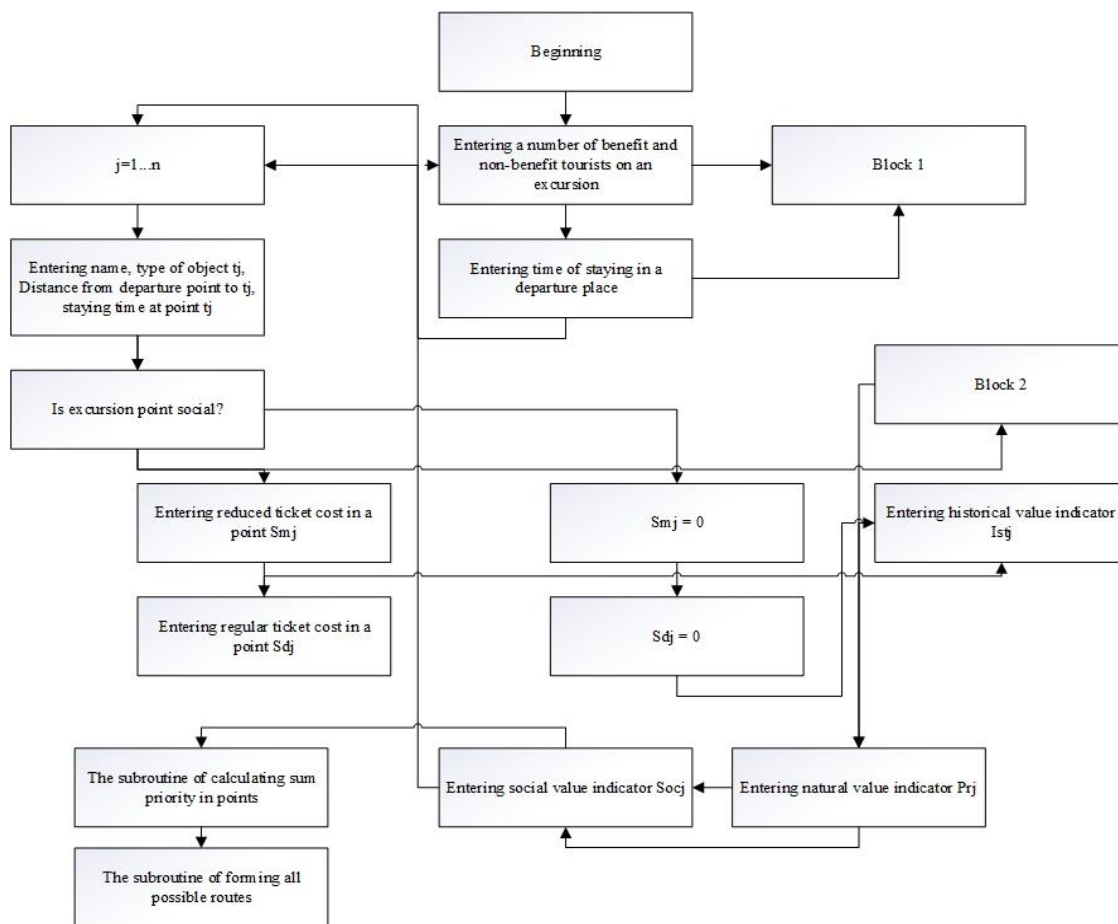 Beginning
j=1...n
Entering a number of benefit and
non-benefit tourists on an
excursion
Block 1
Entering name, type of object tj,
Distance from departure point to tj,
staying time at point tj
Entering time of staying in a
departure place
Is excursion point social?
Block 2
Entering reduced ticket cost in a
point Smj
Smj = 0
Entering historical value indicator
Istj
Entering regular ticket cost in a
point Sdj
Sdj = 0
The subroutine of calculating sum
priority in points
Entering social value indicator Socj
Entering natural value indicator Prj
The subroutine of forming all
possible routes